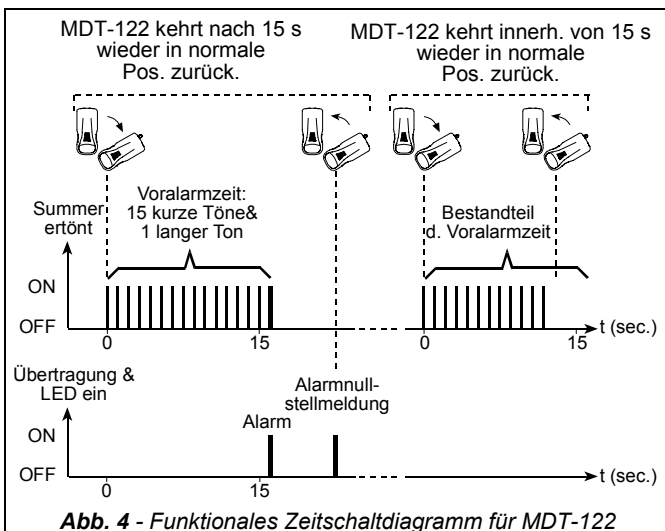 MDT-122 kehrt nach 15 s
wieder in normale
Pos. zurück.
MDT-122 kehrt innerh. von 15 s
wieder in normale
Pos. zurück.
Summer
ertönt
Voralarmzeit:
15 kurze Töne&
1 langer Ton
Bestandteil
d. Voralarmzeit
ON
OFF
0
15
0
15
t (sec.)
Übertragung &
LED ein
Alarm
Alarmnull-
stellmeldung
ON
OFF
0
15
t (sec.)
Abb. 4 - Funktionales Zeitschaltdiagramm für MDT-122